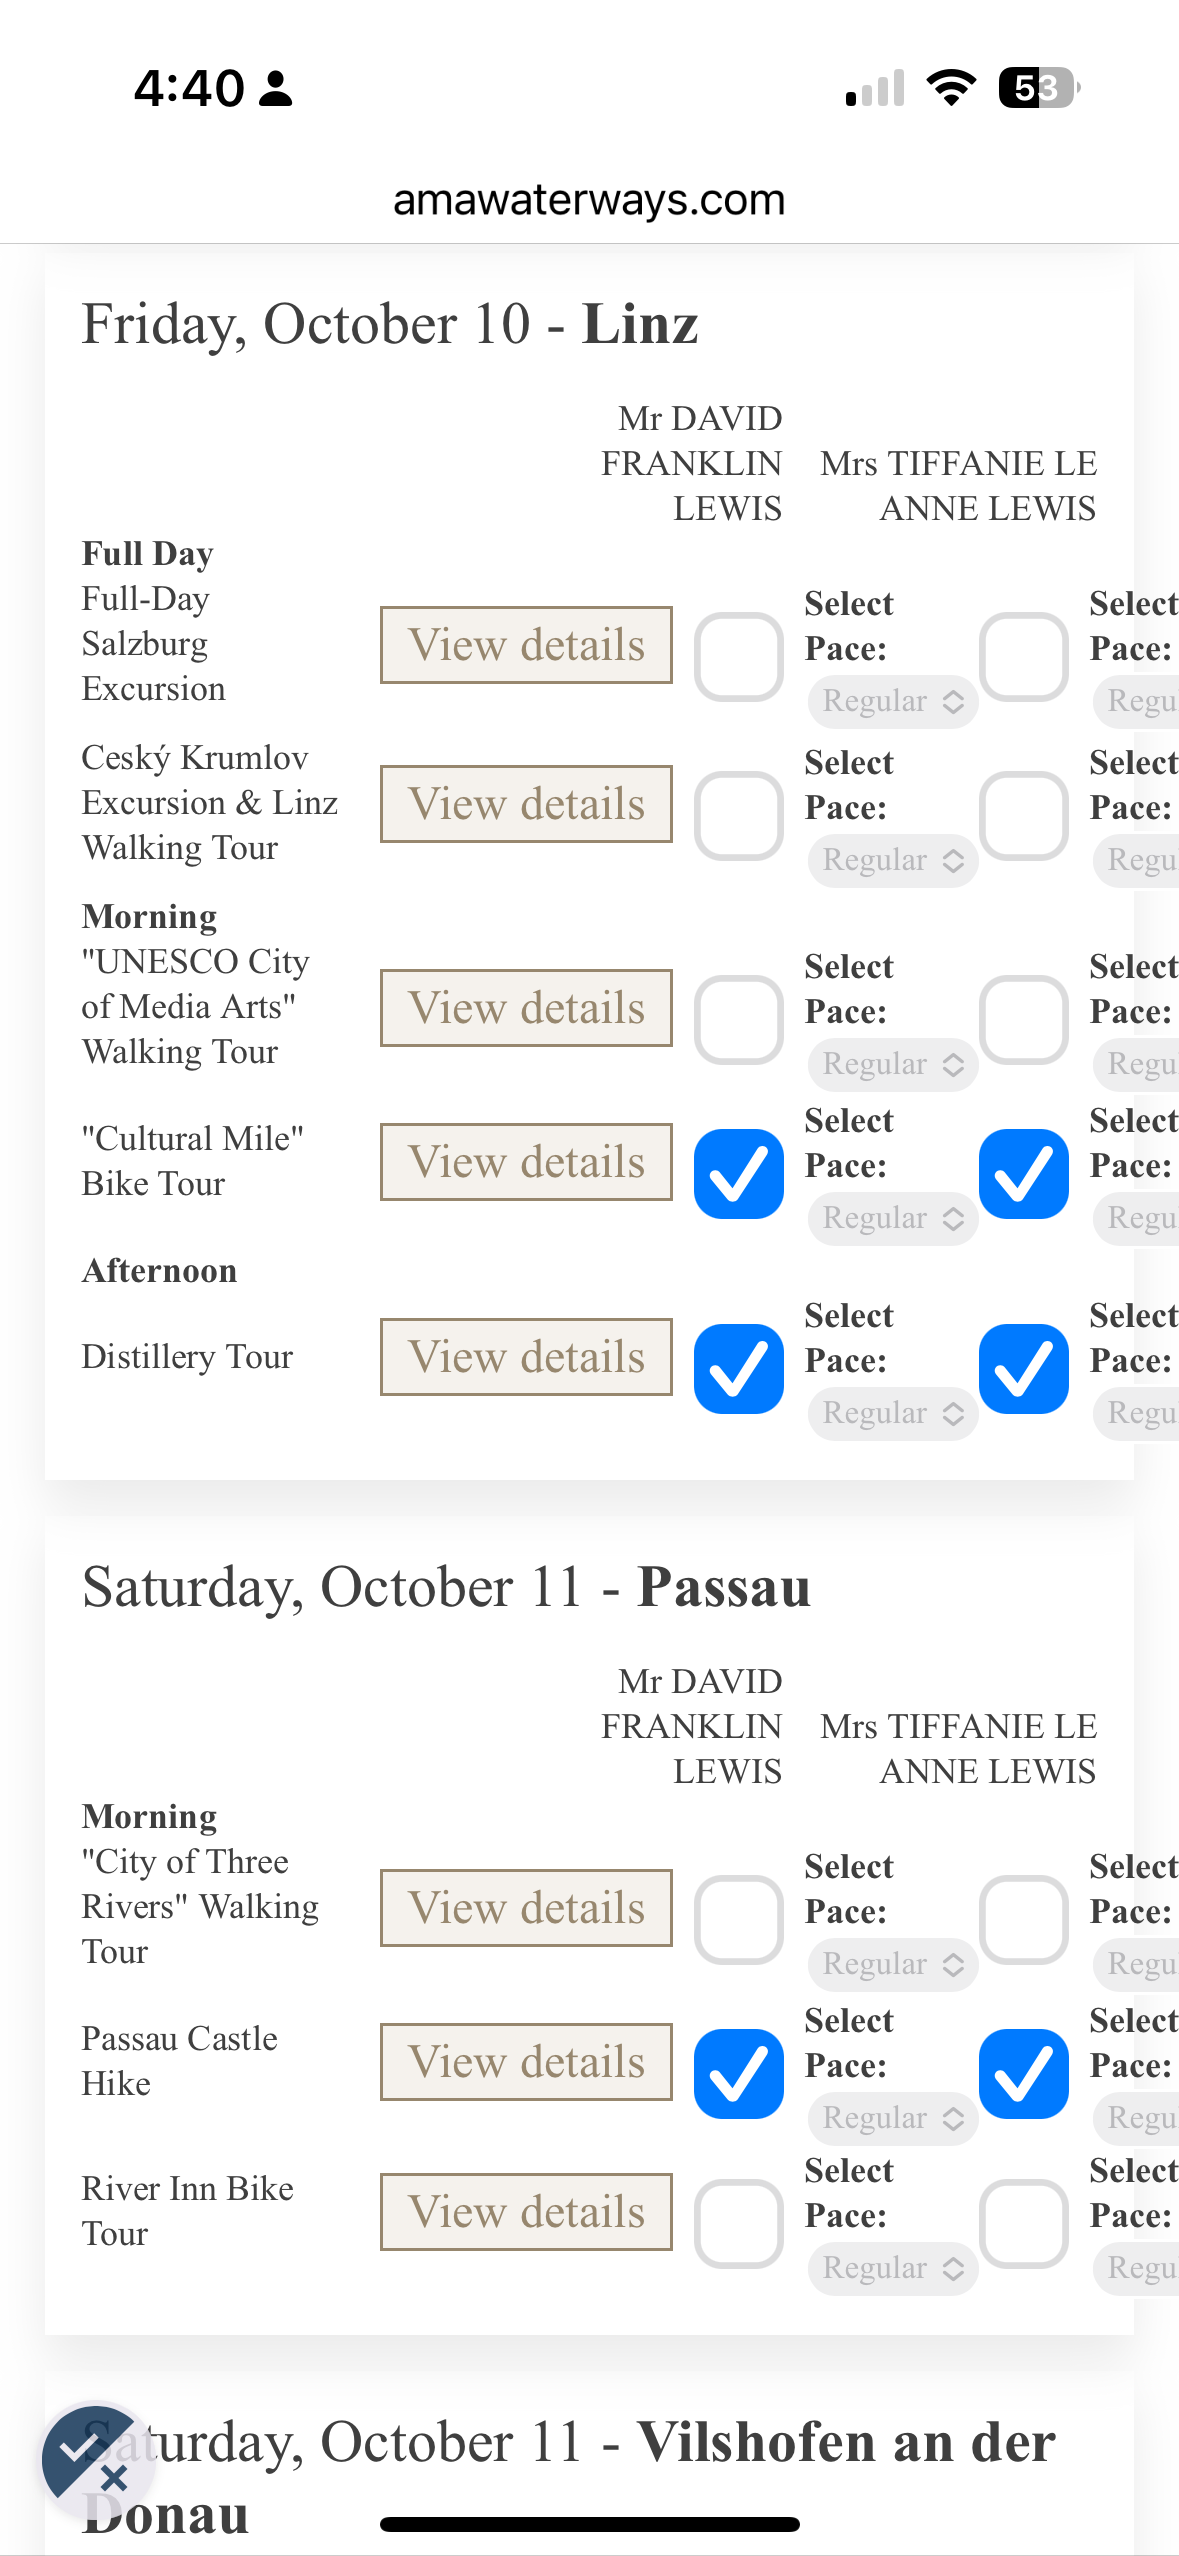 4:40
53
amawaterways.com
Friday, October 10 - Linz
Mr DAVID
FRANKLIN
LEWIS
Mrs TIFFANIE LE
ANNE LEWIS
Full Day
Full-Day
Salzburg
Excursion
View details
Select
Pace:
Regular
Select
Pace:
Regu
Ceský Krumlov
Excursion & Linz
Walking Tour
View details
Select
Pace:
Regular
Select
Pace:
Regu
Morning
"UNESCO City
of Media Arts"
Walking Tour
View details
Select
Pace:
Regular
Select
Pace:
Regu
"Cultural Mile"
Bike Tour
View details
Select
Pace:
Regular
Select
Pace:
Regu
Afternoon
Distillery Tour
View details
Select
Pace:
Regular
Select
Pace:
Regu
Saturday, October 11 - Passau
Mr DAVID
FRANKLIN
LEWIS
Mrs TIFFANIE LE
ANNE LEWIS
Morning
"City of Three
Rivers" Walking
Tour
View details
Select
Pace:
Regular
Select
Pace:
Regu
Passau Castle
Hike
View details
Select
Pace:
Regular
Select
Pace:
Regu
River Inn Bike
Tour
View details
Select
Pace:
Regular
Select
Pace:
Regu
Saturday, October 11 - Vilshofen an der
Donau